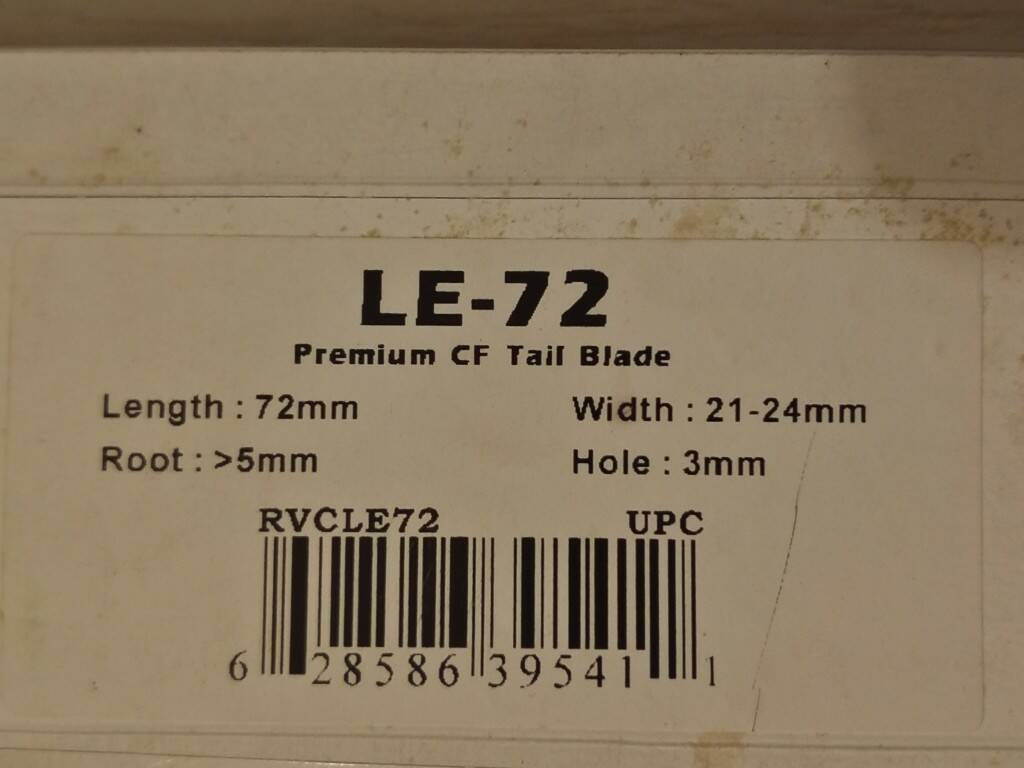 LE-72
Premium CF Tail Blade
Length : 72mm Width : 21-24mm
Root : >5mm Hole : 3mm
RVCLE72 UPC
6 28586 39541 1